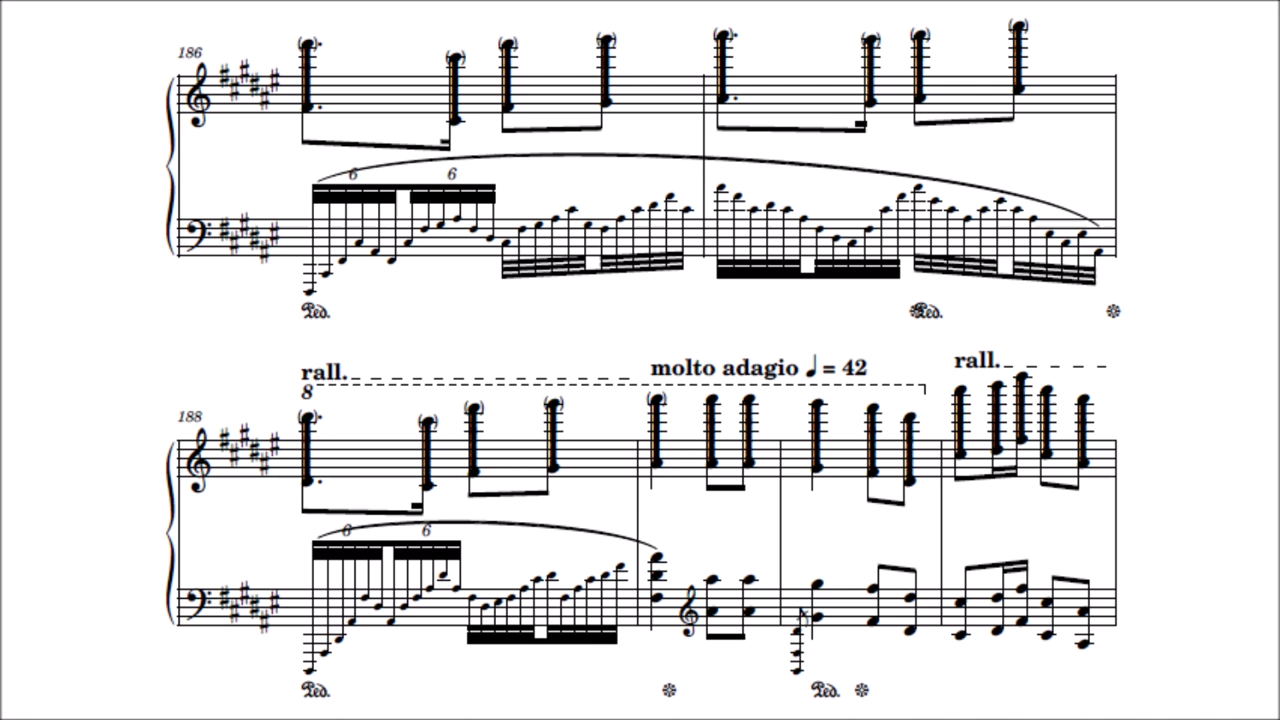 186
6 6
Ped. Ped.
rall. molto adagio ♩ = 42 rall.
8
188
6 6
Ped. Ped.